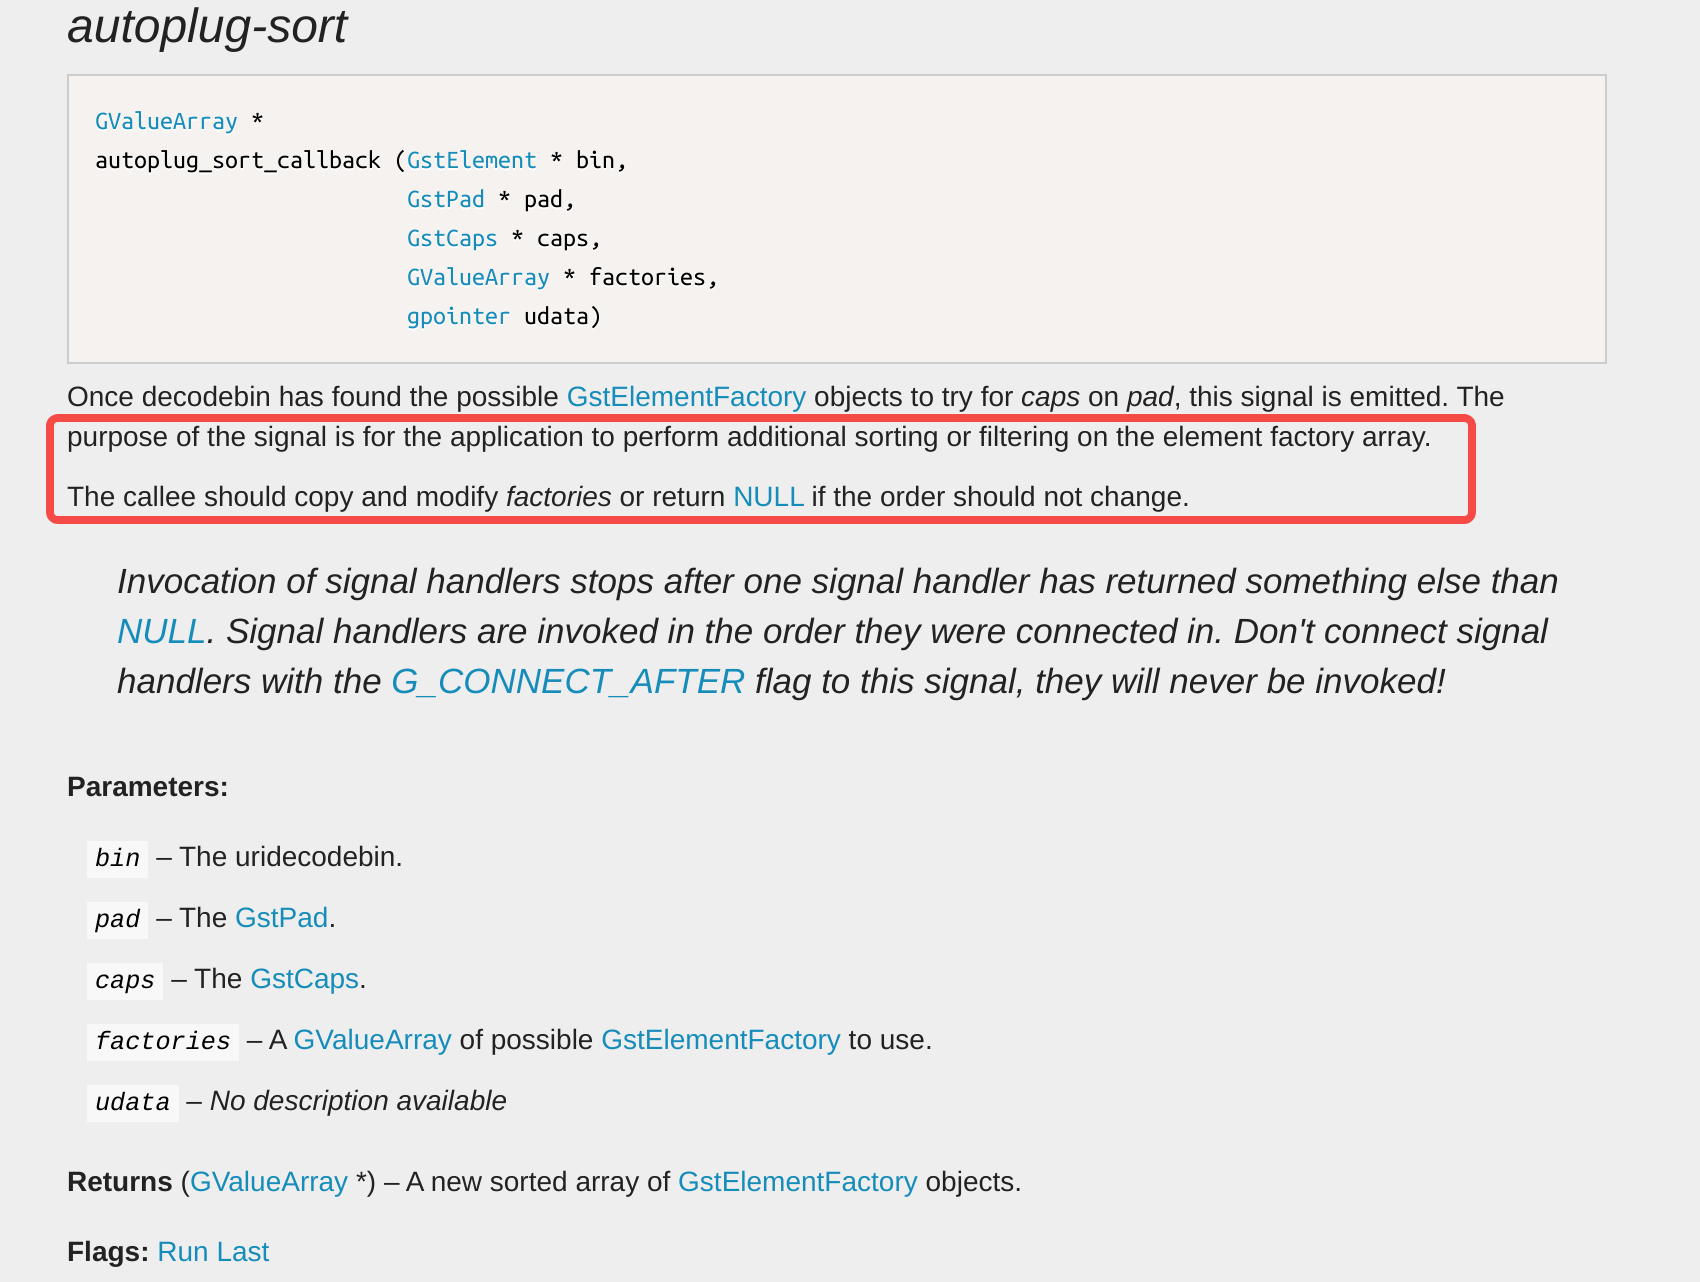 autoplug-sort
GValueArray *
autoplug_sort_callback (GstElement * bin,
GstPad * pad,
GstCaps * caps,
GValueArray * factories,
gpointer udata)
Once decodebin has found the possible GstElementFactory objects to try for caps on pad, this signal is emitted. The
purpose of the signal is for the application to perform additional sorting or filtering on the element factory array.
The callee should copy and modify factories or return NULL if the order should not change.
Invocation of signal handlers stops after one signal handler has returned something else than
NULL. Signal handlers are invoked in the order they were connected in. Don't connect signal
handlers with the G_CONNECT_AFTER flag to this signal, they will never be invoked!
Parameters:
bin – The uridecodebin.
pad – The GstPad.
caps – The GstCaps.
factories – A GValueArray of possible GstElementFactory to use.
udata – No description available
Returns (GValueArray *) – A new sorted array of GstElementFactory objects.
Flags: Run Last